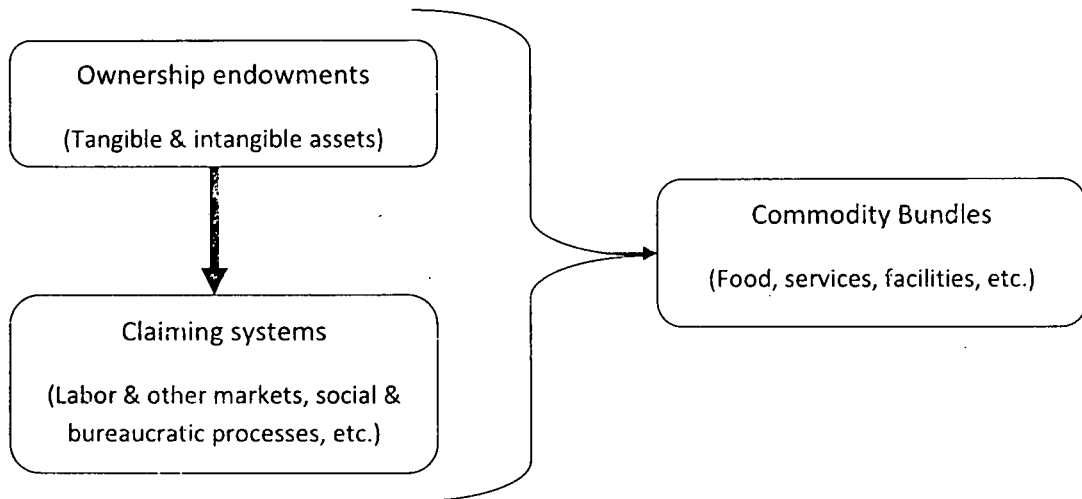 Ownership endowments
(Tangible & intangible assets)
Claiming systems
(Labor & other markets, social &
bureaucratic processes, etc.)
Commodity Bundles
(Food, services, facilities, etc.)